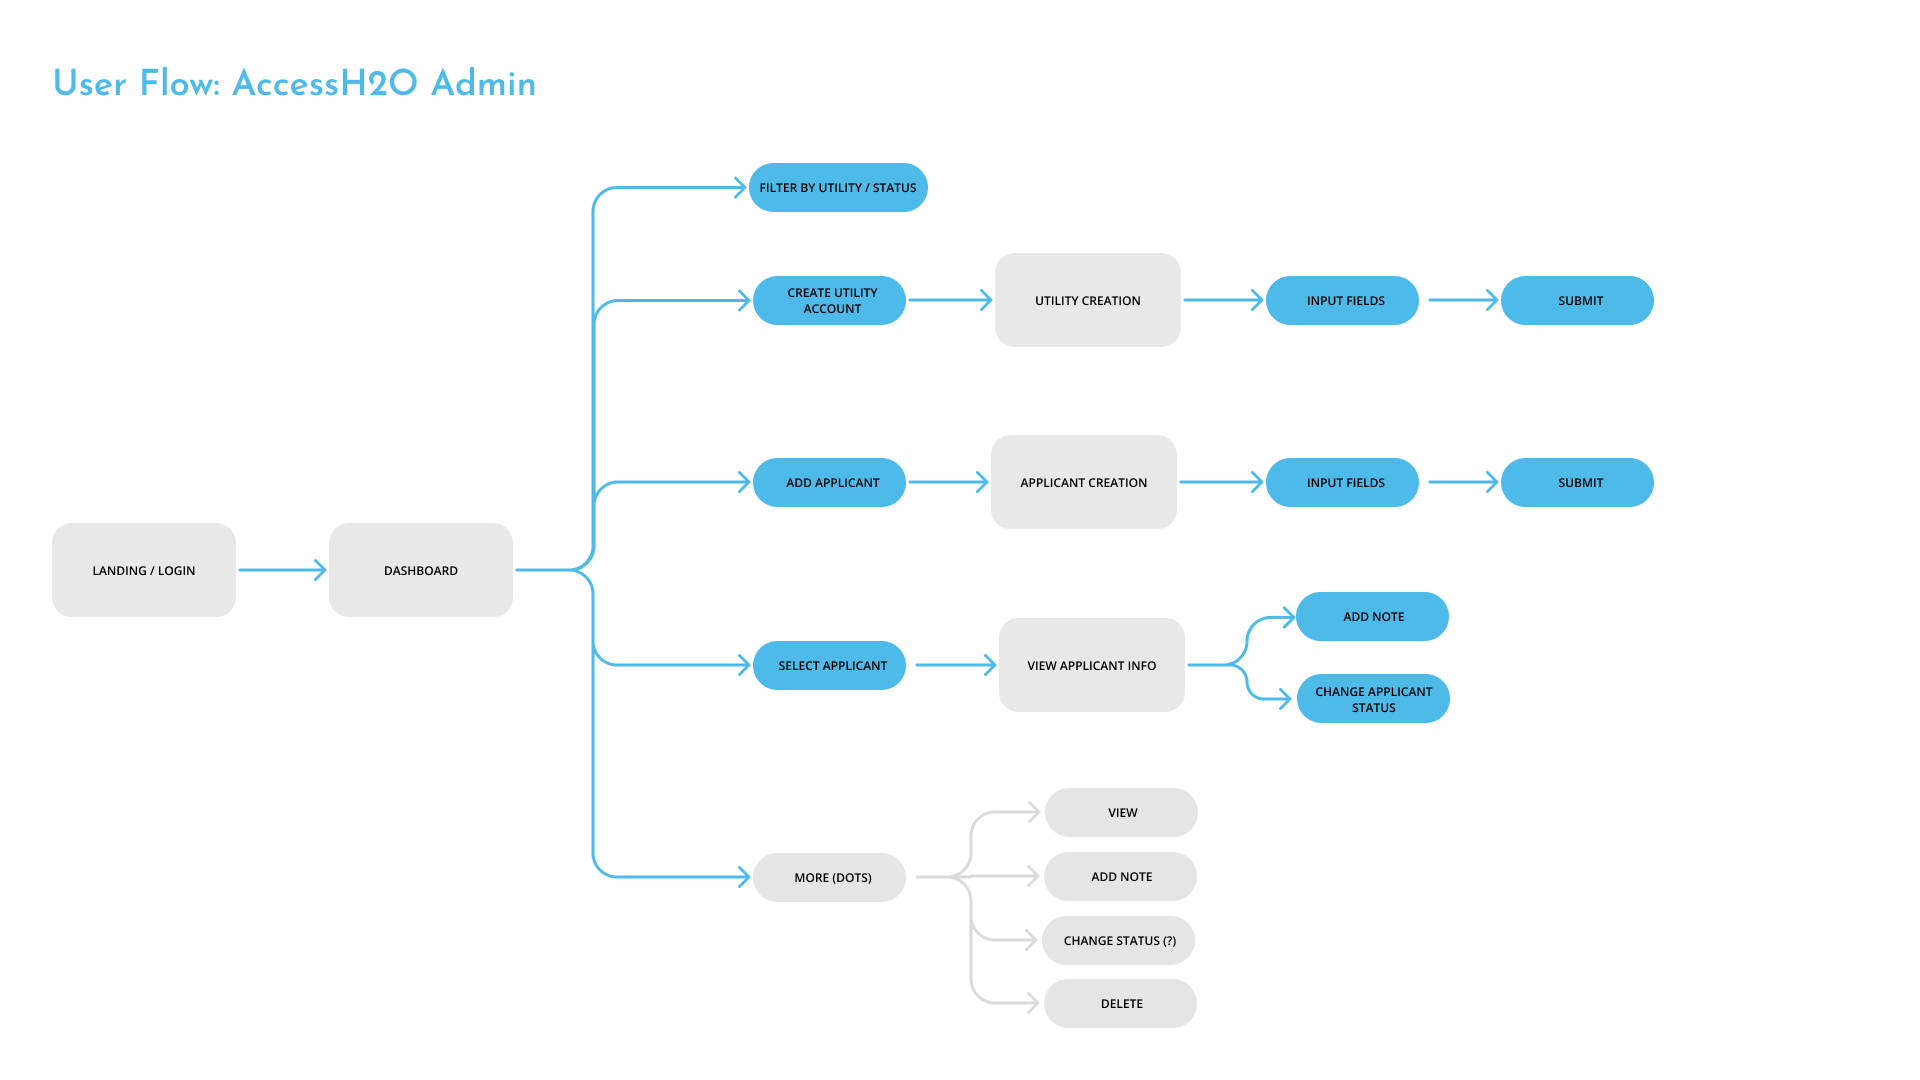 User Flow: AccessH2O Admin
FILTER BY UTILITY / STATUS
CREATE UTILITY
ACCOUNT
UTILITY CREATION
INPUT FIELDS
SUBMIT
ADD APPLICANT
APPLICANT CREATION
INPUT FIELDS
SUBMIT
LANDING / LOGIN
DASHBOARD
SELECT APPLICANT
VIEW APPLICANT INFO
ADD NOTE
CHANGE APPLICANT
STATUS
MORE (DOTS)
VIEW
ADD NOTE
CHANGE STATUS (?)
DELETE